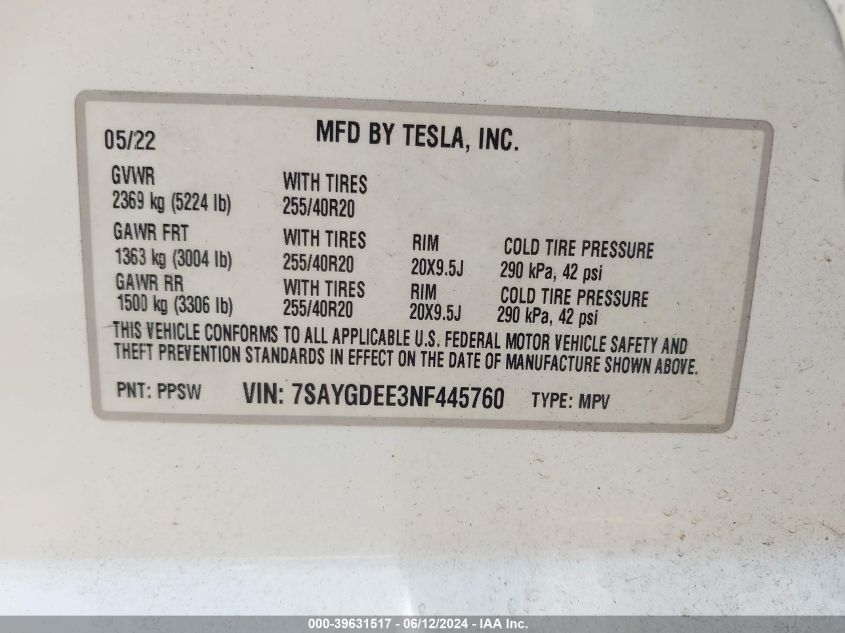 05/22 MFD BY TESLA, INC.
GVWR WITH TIRES
2369 kg (5224 lb) 255/40R20
GAWR FRT WITH TIRES RIM COLD TIRE PRESSURE
1363 kg (3004 lb) 255/40R20 20X9.5J 290 kPa, 42 psi
GAWR RR WITH TIRES RIM COLD TIRE PRESSURE
1500 kg (3306 lb) 255/40R20 20X9.5J 290 kPa, 42 psi
THIS VEHICLE CONFORMS TO ALL APPLICABLE U.S. FEDERAL MOTOR VEHICLE SAFETY AND
THEFT PREVENTION STANDARDS IN EFFECT ON THE DATE OF MANUFACTURE SHOWN ABOVE.
PNT: PPSW VIN: 7SAYGDEE3NF445760 TYPE: MPV
000-39631517 - 06/12/2024 - IAA Inc.